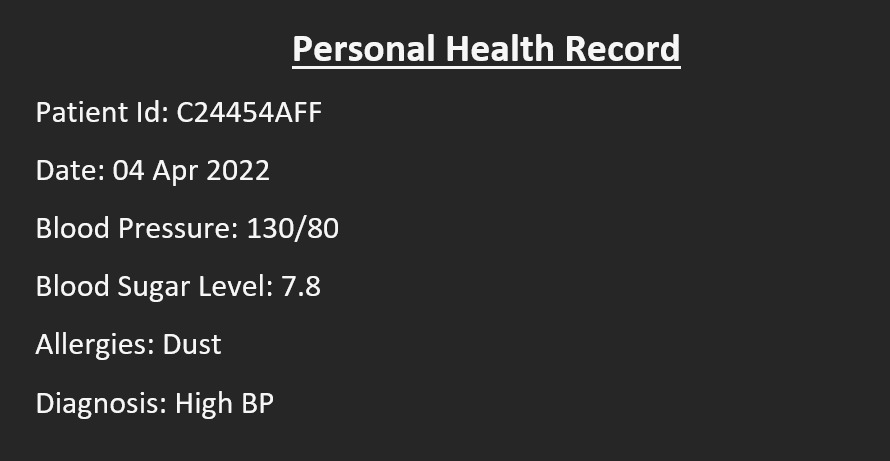 Personal Health Record
Patient Id: C24454AFF
Date: 04 Apr 2022
Blood Pressure: 130/80
Blood Sugar Level: 7.8
Allergies: Dust
Diagnosis: High BP